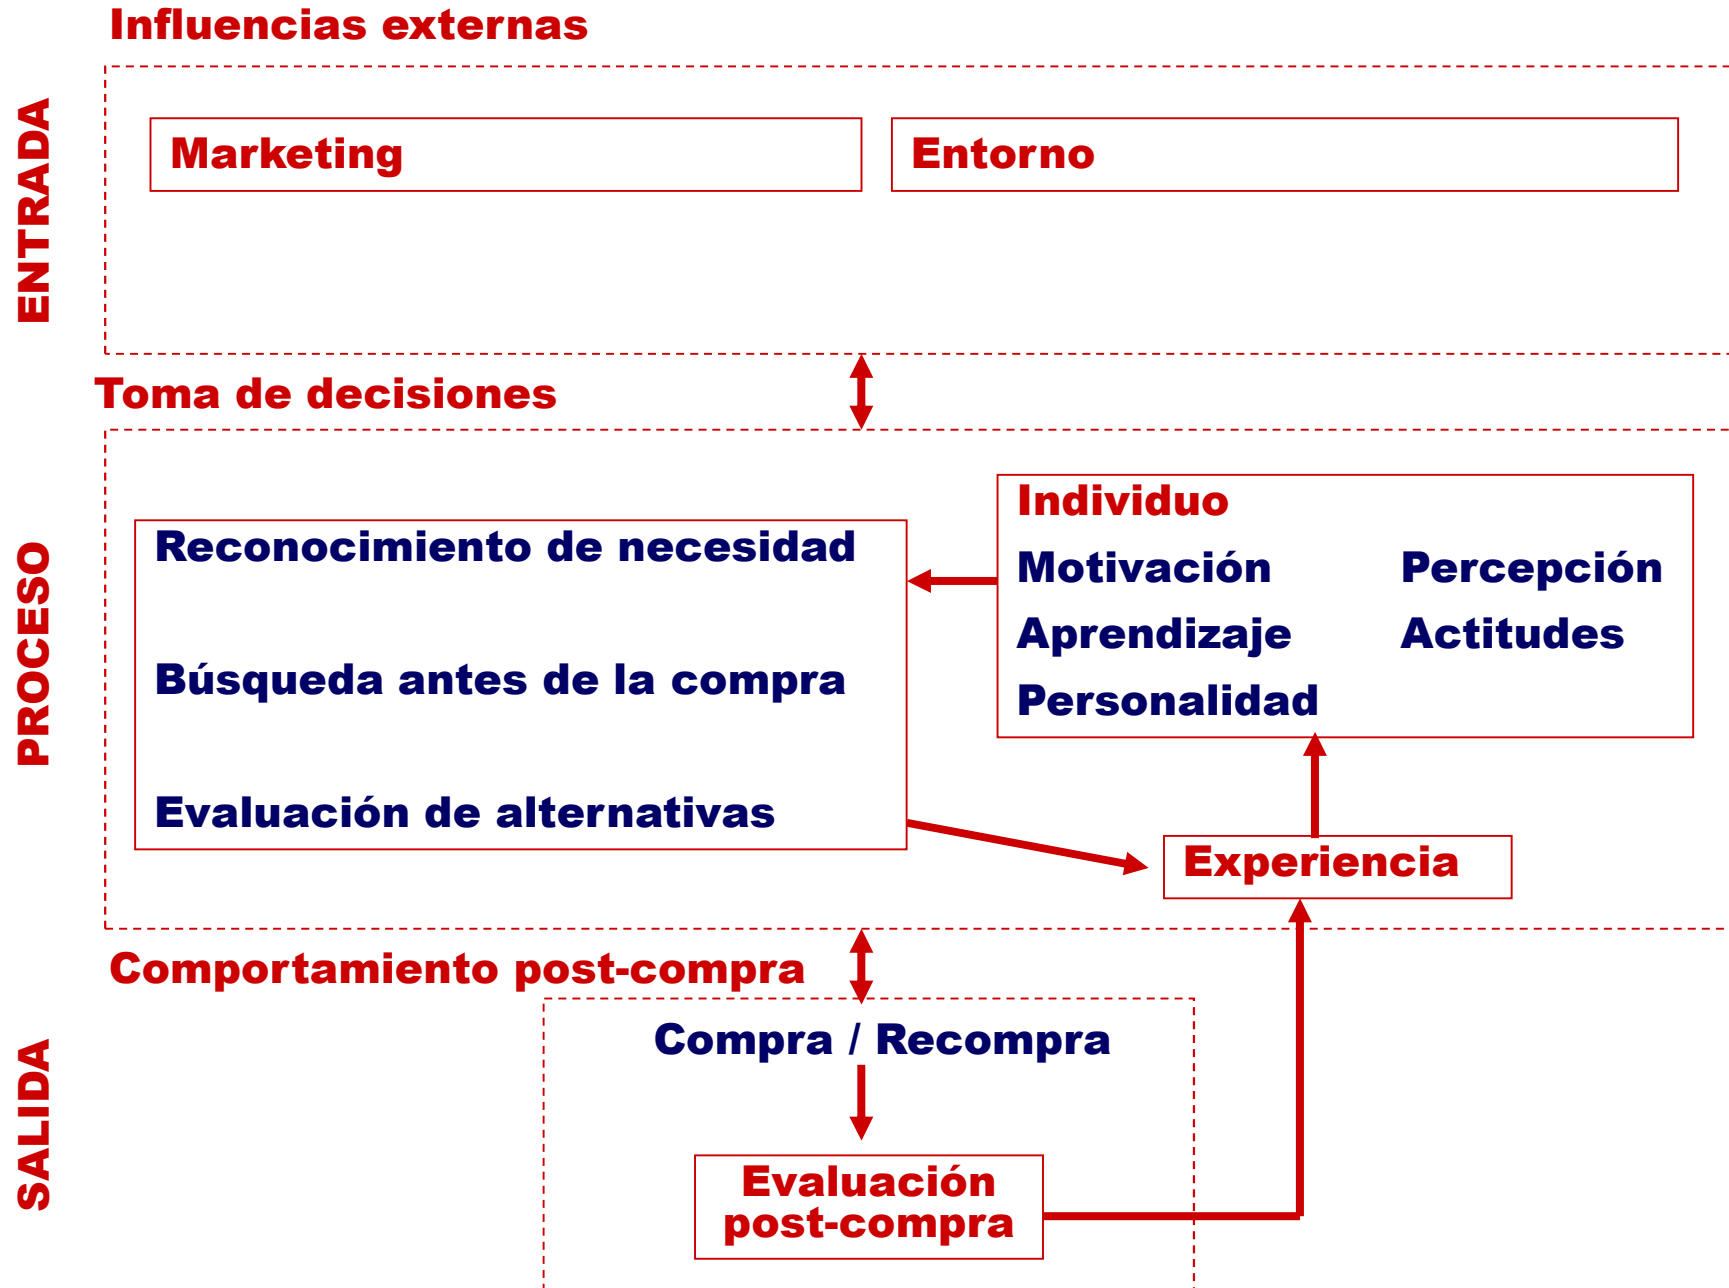 Influencias externas
ENTRADA
Marketing
Entorno
Toma de decisiones
PROCESO
Reconocimiento de necesidad
Búsqueda antes de la compra
Evaluación de alternativas
Individuo
Motivación Percepción
Aprendizaje Actitudes
Personalidad
Experiencia
Comportamiento post-compra
SALIDA
Compra / Recompra
Evaluación
post-compra